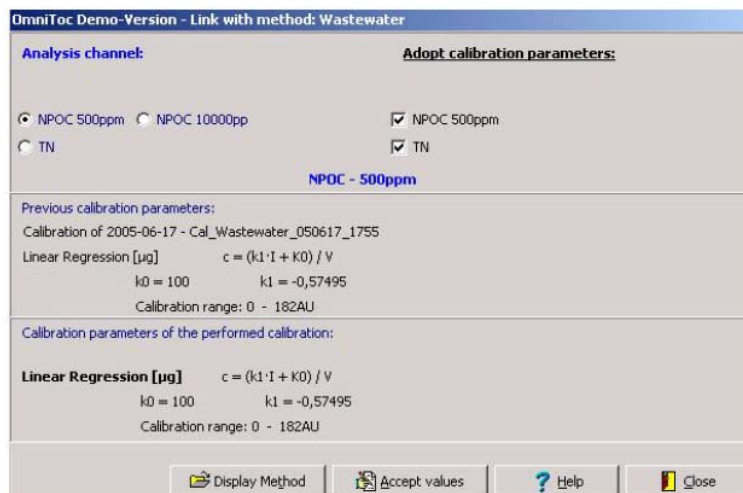 OmniToc Demo-Version - Link with method: Wastewater
Analysis channel:
Adopt calibration parameters:
NPOC 500ppm NPOC 10000pp
NPOC 500ppm
TN
TN
NPOC - 500ppm
Previous calibration parameters:
Calibration of 2005-06-17 - Cal_Wastewater_050617_1755
Linear Regression [µg] c = (k1·I + K0) / V
k0 = 100 k1 = -0,57495
Calibration range: 0 - 182AU
Calibration parameters of the performed calibration:
Linear Regression [µg] c = (k1·I + K0) / V
k0 = 100 k1 = -0,57495
Calibration range: 0 - 182AU
Display Method Accept values Help Close